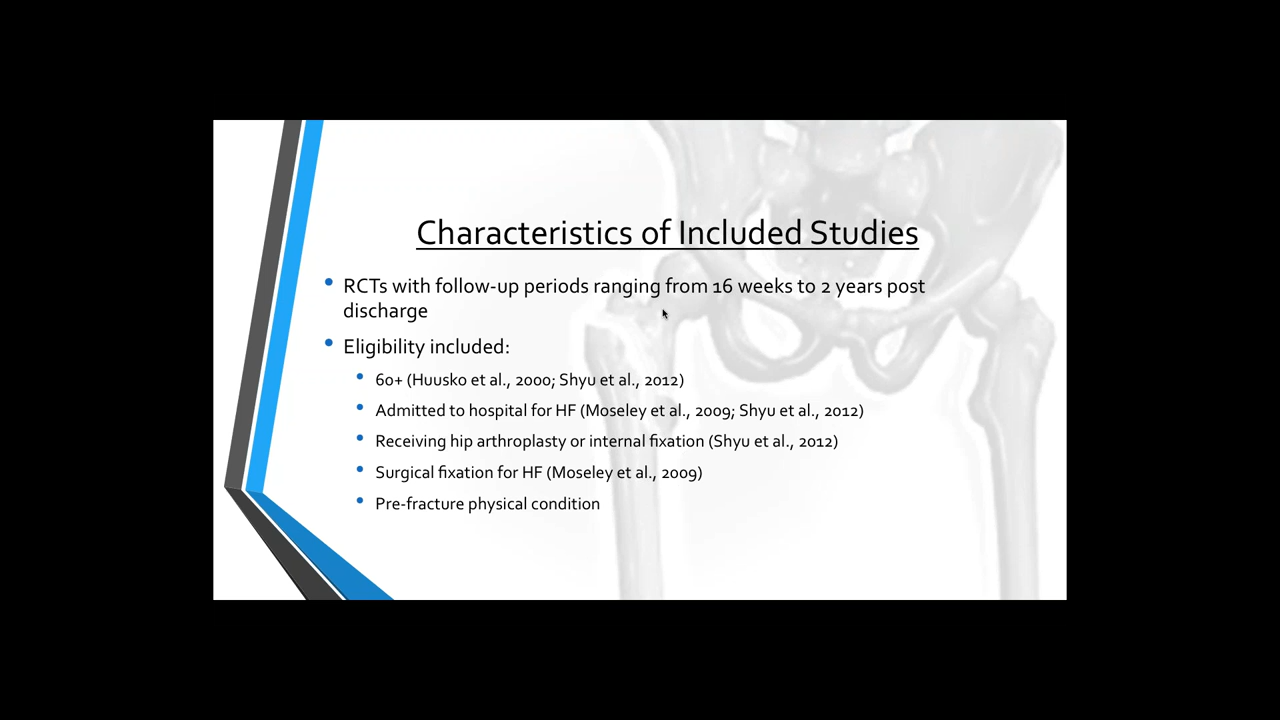 Characteristics of Included Studies
• RCTs with follow-up periods ranging from 16 weeks to 2 years post
discharge
• Eligibility included:
• 60+ (Huusko et al., 2000; Shyu et al., 2012)
• Admitted to hospital for HF (Moseley et al., 2009; Shyu et al., 2012)
• Receiving hip arthroplasty or internal fixation (Shyu et al., 2012)
• Surgical fixation for HF (Moseley et al., 2009)
• Pre-fracture physical condition